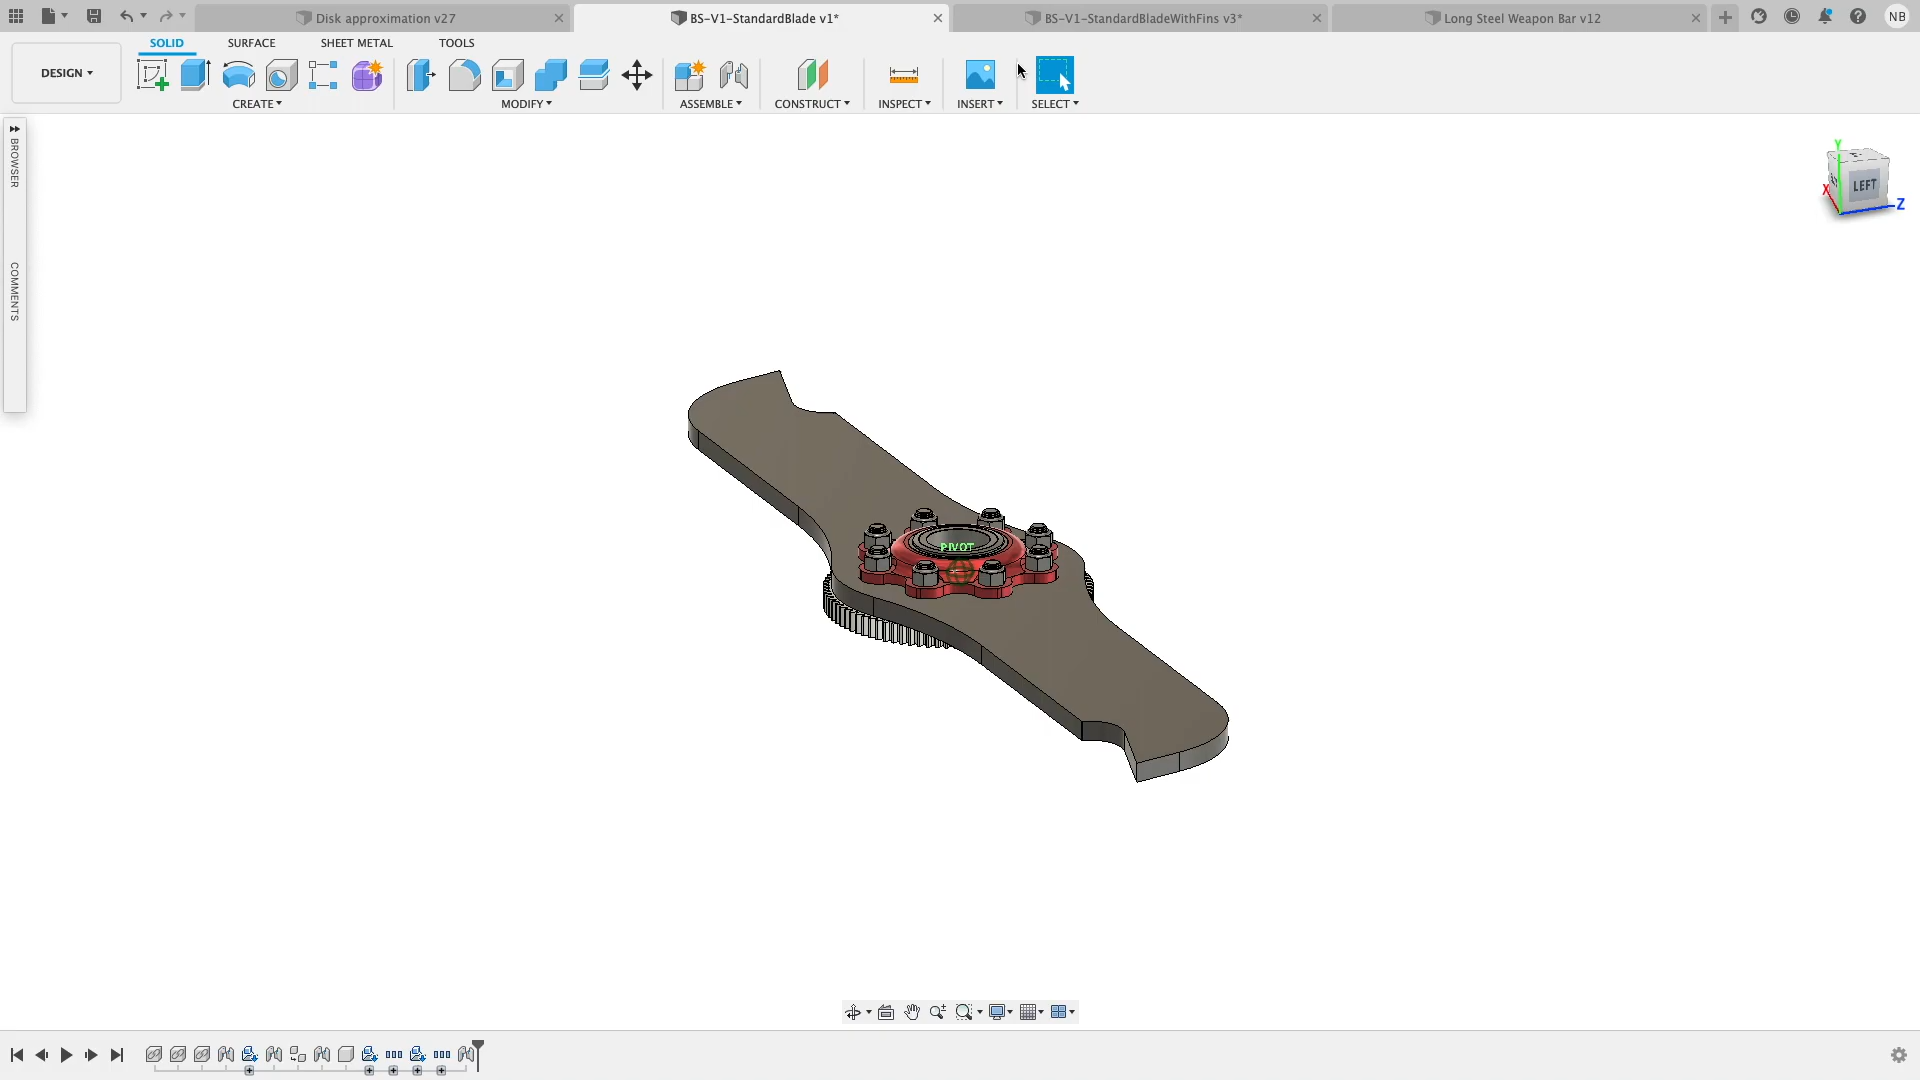 Disk approximation v27
BS-V1-StandardBlade v1*
BS-V1-StandardBladeWithFins v3*
Long Steel Weapon Bar v12
NB
SOLID
SURFACE
SHEET METAL
TOOLS
DESIGN
CREATE
MODIFY
ASSEMBLE
CONSTRUCT
INSPECT
INSERT
SELECT
BROWSER
COMMENTS
Y
LEFT
X
Z
PIVOT